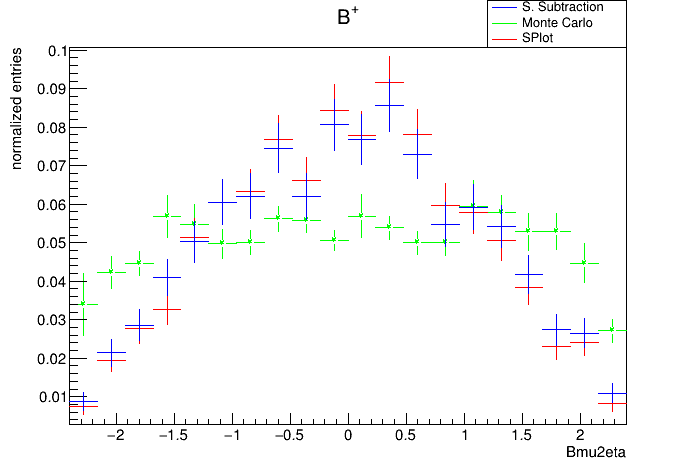 B+
S. Subtraction
Monte Carlo
SPlot
normalized entries
0.1
0.09
0.08
0.07
0.06
0.05
0.04
0.03
0.02
0.01
−2 −1.5 −1 −0.5 0 0.5 1 1.5 2
Bmu2eta